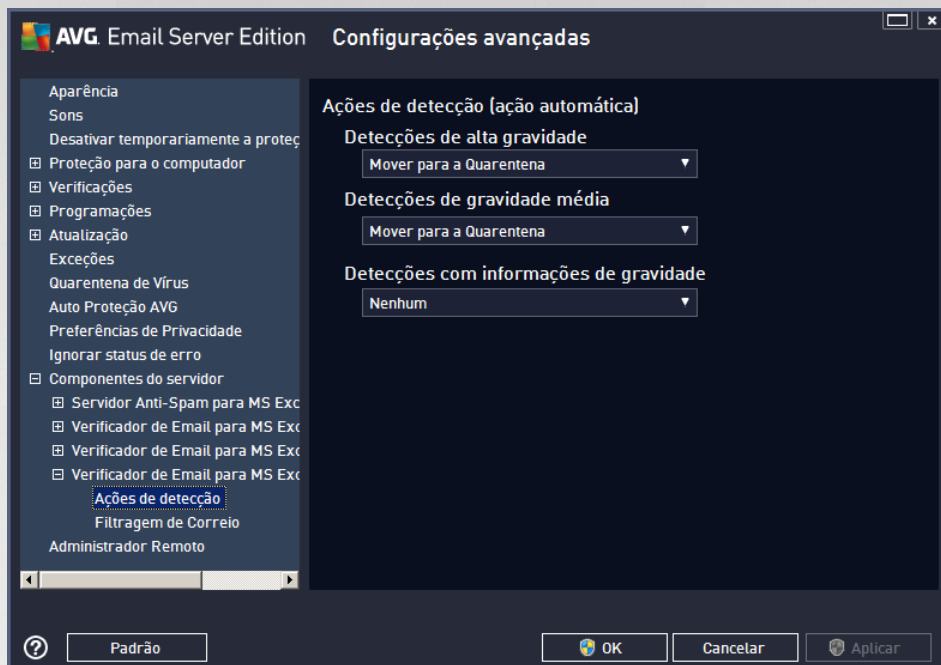 AVG. Email Server Edition Configurações avançadas
Aparência
Sons
Desativar temporariamente a proteç
Proteção para o computador
Verificações
Programações
Atualização
Exceções
Quarentena de Vírus
Auto Proteção AVG
Preferências de Privacidade
Ignorar status de erro
Componentes do servidor
Servidor Anti-Spam para MS Exc
Verificador de Email para MS Exc
Verificador de Email para MS Exc
Verificador de Email para MS Exc
Ações de detecção
Filtragem de Correio
Administrador Remoto
Ações de detecção (ação automática)
Detecções de alta gravidade
Mover para a Quarentena
Detecções de gravidade média
Mover para a Quarentena
Detecções com informações de gravidade
Nenhum
? Padrão OK Cancelar Aplicar